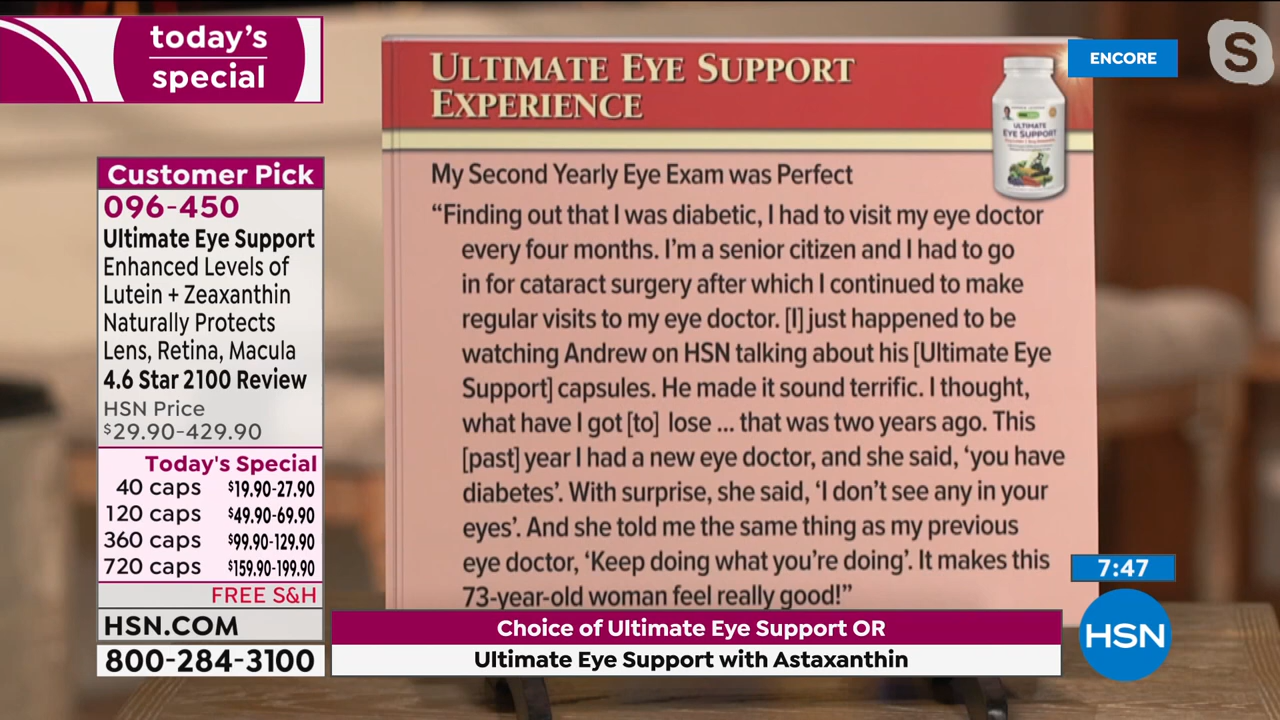 today's
special
ENCORE
S
ULTIMATE EYE SUPPORT
EXPERIENCE
ULTIMATE
EYE SUPPORT
My Second Yearly Eye Exam was Perfect
“Finding out that I was diabetic, I had to visit my eye doctor
every four months. I’m a senior citizen and I had to go
in for cataract surgery after which I continued to make
regular visits to my eye doctor. [I] just happened to be
watching Andrew on HSN talking about his [Ultimate Eye
Support] capsules. He made it sound terrific. I thought,
what have I got [to] lose ... that was two years ago. This
[past] year I had a new eye doctor, and she said, ‘you have
diabetes’. With surprise, she said, ‘I don’t see any in your
eyes’. And she told me the same thing as my previous
eye doctor, ‘Keep doing what you’re doing’. It makes this
73-year-old woman feel really good!”
Customer Pick
096-450
Ultimate Eye Support
Enhanced Levels of
Lutein + Zeaxanthin
Naturally Protects
Lens, Retina, Macula
4.6 Star 2100 Review
HSN Price
$29.90-429.90
Today's Special
40 caps $19.90-27.90
120 caps $49.90-69.90
360 caps $99.90-129.90
720 caps $159.90-199.90
FREE S&H
HSN.COM
800-284-3100
Choice of Ultimate Eye Support OR
Ultimate Eye Support with Astaxanthin
7:47
HSN